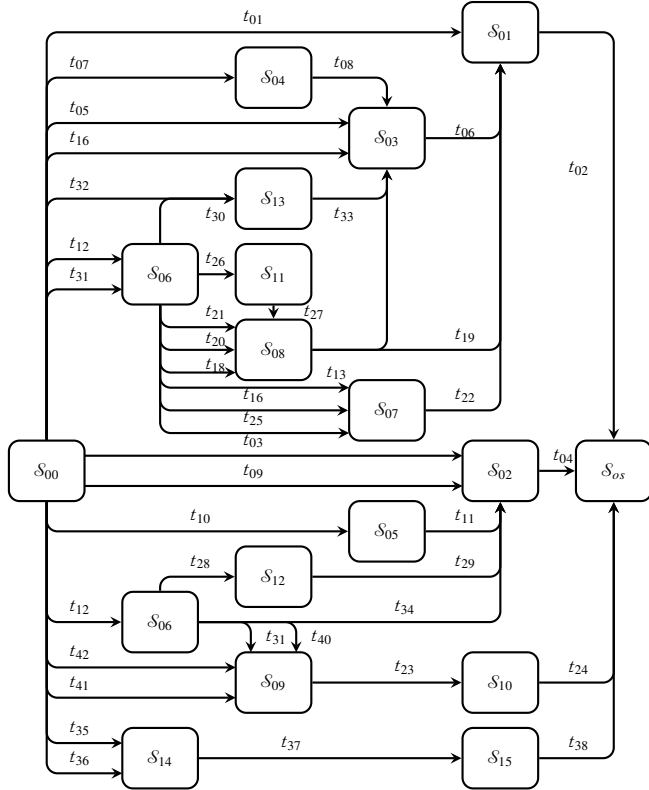 t01
S01
t07
S04
t08
t05
S03
t06
t16
t02
t32
S13
t30
t33
t12
S06
t26
S11
t31
t21
t27
t20
S08
t19
t18
t13
t16
S07
t22
t25
t03
S00
S02
t04
Sos
t09
t10
S05
t11
t28
S12
t29
t12
S06
t34
t31
t40
t42
S09
t23
S10
t24
t41
t35
S14
t37
S15
t38
t36